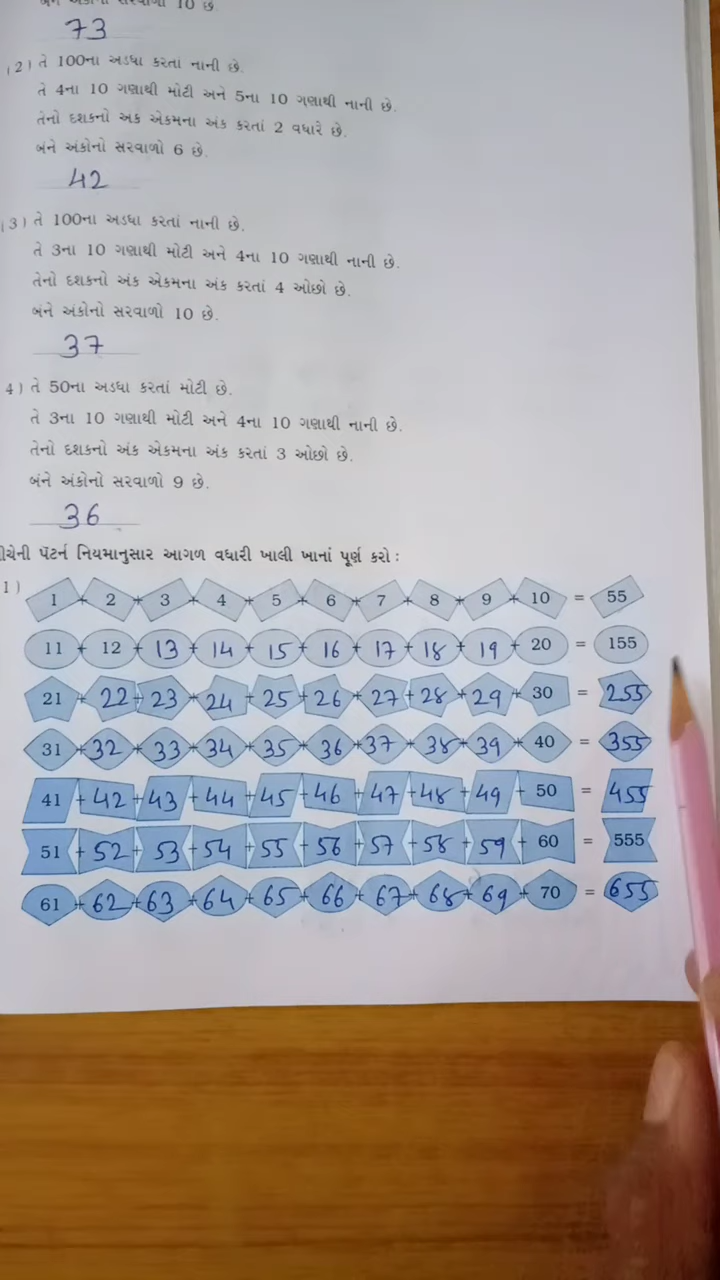 10 છે.
73
(2) તે 100ના અડધા કરતાં નાની છે.
તે 4ના 10 ગણાથી મોટી અને 5ના 10 ગણાથી નાની છે.
તેનો દશકનો અંક એકમના અંક કરતાં 2 વધારે છે.
બંને અંકોનો સરવાળો 6 છે.
42
(3) તે 100ના અડધા કરતાં નાની છે.
તે 3ના 10 ગણાથી મોટી અને 4ના 10 ગણાથી નાની છે.
તેનો દશકનો અંક એકમના અંક કરતાં 4 ઓછો છે.
બંને અંકોનો સરવાળો 10 છે.
37
4) તે 50ના અડધા કરતાં મોટી છે.
તે 3ના 10 ગણાથી મોટી અને 4ના 10 ગણાથી નાની છે.
તેનો દશકનો અંક એકમના અંક કરતાં 3 ઓછો છે.
બંને અંકોનો સરવાળો 9 છે.
36
પૅટર્ન નિયમાનુસાર આગળ વધારી ખાલી ખાનાં પૂર્ણ કરો :
1)
1 + 2 + 3 + 4 + 5 + 6 + 7 + 8 + 9 + 10 = 55
11 + 12 + 13 + 14 + 15 + 16 + 17 + 18 + 19 + 20 = 155
21 + 22 + 23 + 24 + 25 + 26 + 27 + 28 + 29 + 30 = 255
31 + 32 + 33 + 34 + 35 + 36 + 37 + 38 + 39 + 40 = 355
41 + 42 + 43 + 44 + 45 + 46 + 47 + 48 + 49 + 50 = 455
51 + 52 + 53 + 54 + 55 + 56 + 57 + 58 + 59 + 60 = 555
61 + 62 + 63 + 64 + 65 + 66 + 67 + 68 + 69 + 70 = 655